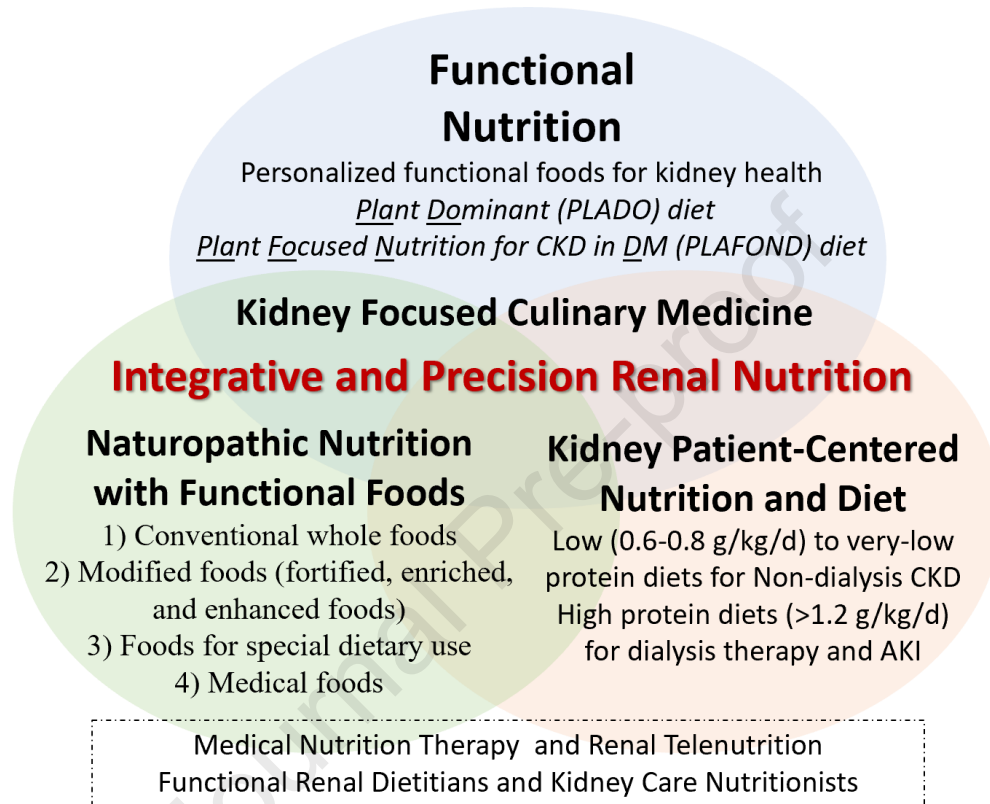 Functional
Nutrition
Personalized functional foods for kidney health
Plant Dominant (PLADO) diet
Plant Focused Nutrition for CKD in DM (PLAFOND) diet
Kidney Focused Culinary Medicine
Integrative and Precision Renal Nutrition
Naturopathic Nutrition
with Functional Foods
1) Conventional whole foods
2) Modified foods (fortified, enriched,
and enhanced foods)
3) Foods for special dietary use
4) Medical foods
Kidney Patient-Centered
Nutrition and Diet
Low (0.6-0.8 g/kg/d) to very-low
protein diets for Non-dialysis CKD
High protein diets (>1.2 g/kg/d)
for dialysis therapy and AKI
Medical Nutrition Therapy and Renal Telenutrition
Functional Renal Dietitians and Kidney Care Nutritionists
Journal Pre-proof